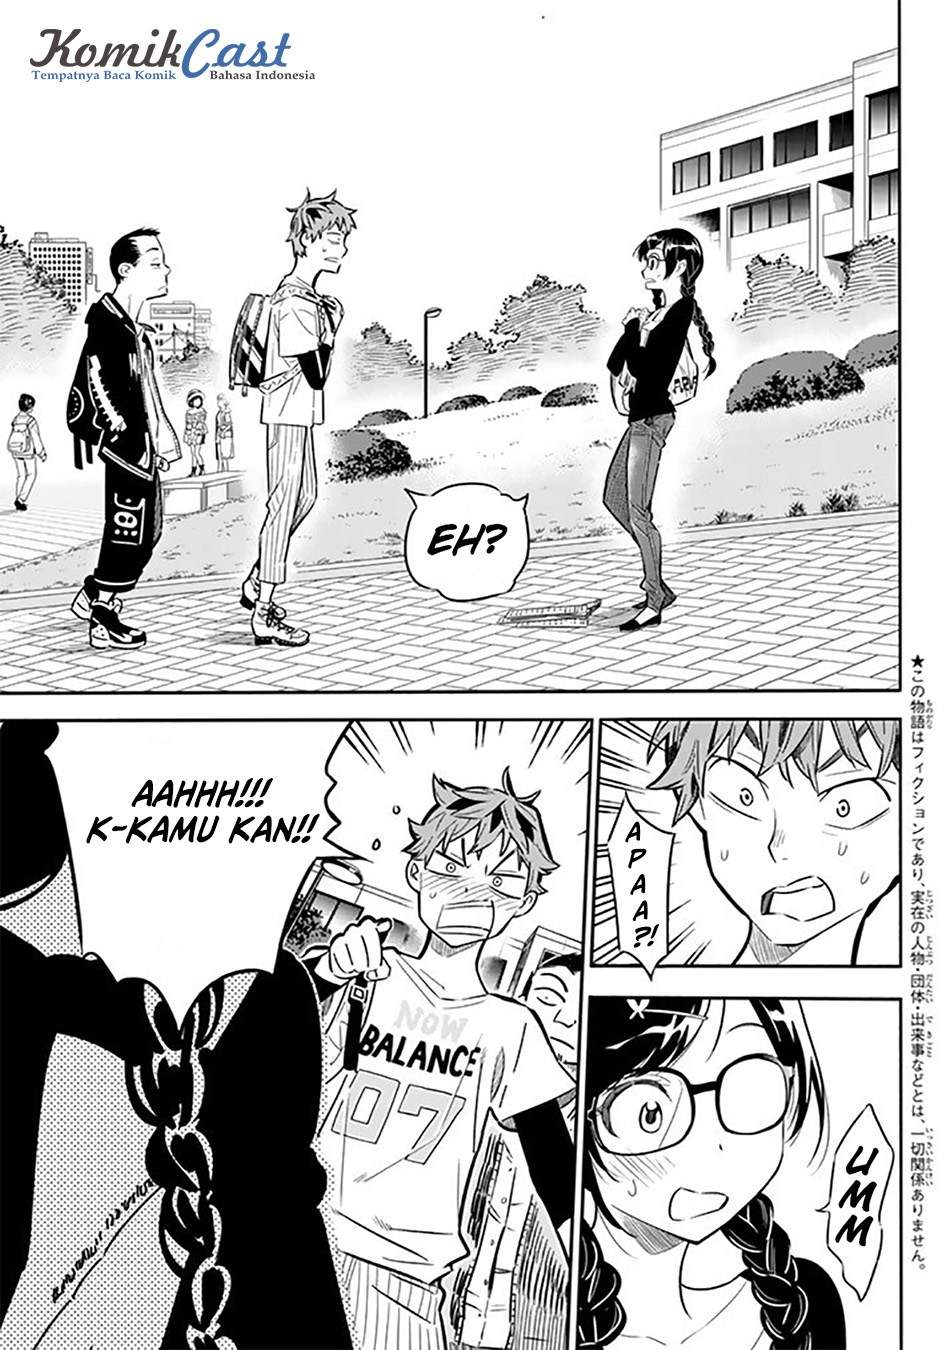 KomikCast
Tempatnya Baca Komik Bahasa Indonesia
ARM
EH?
APAA?!
AAHHH!!!
K-KAMU KAN!!
NOW
BALANCE
07
UMM
★この物語はフィクションであり、実在の人物・団体・出来事などとは、一切関係ありません。